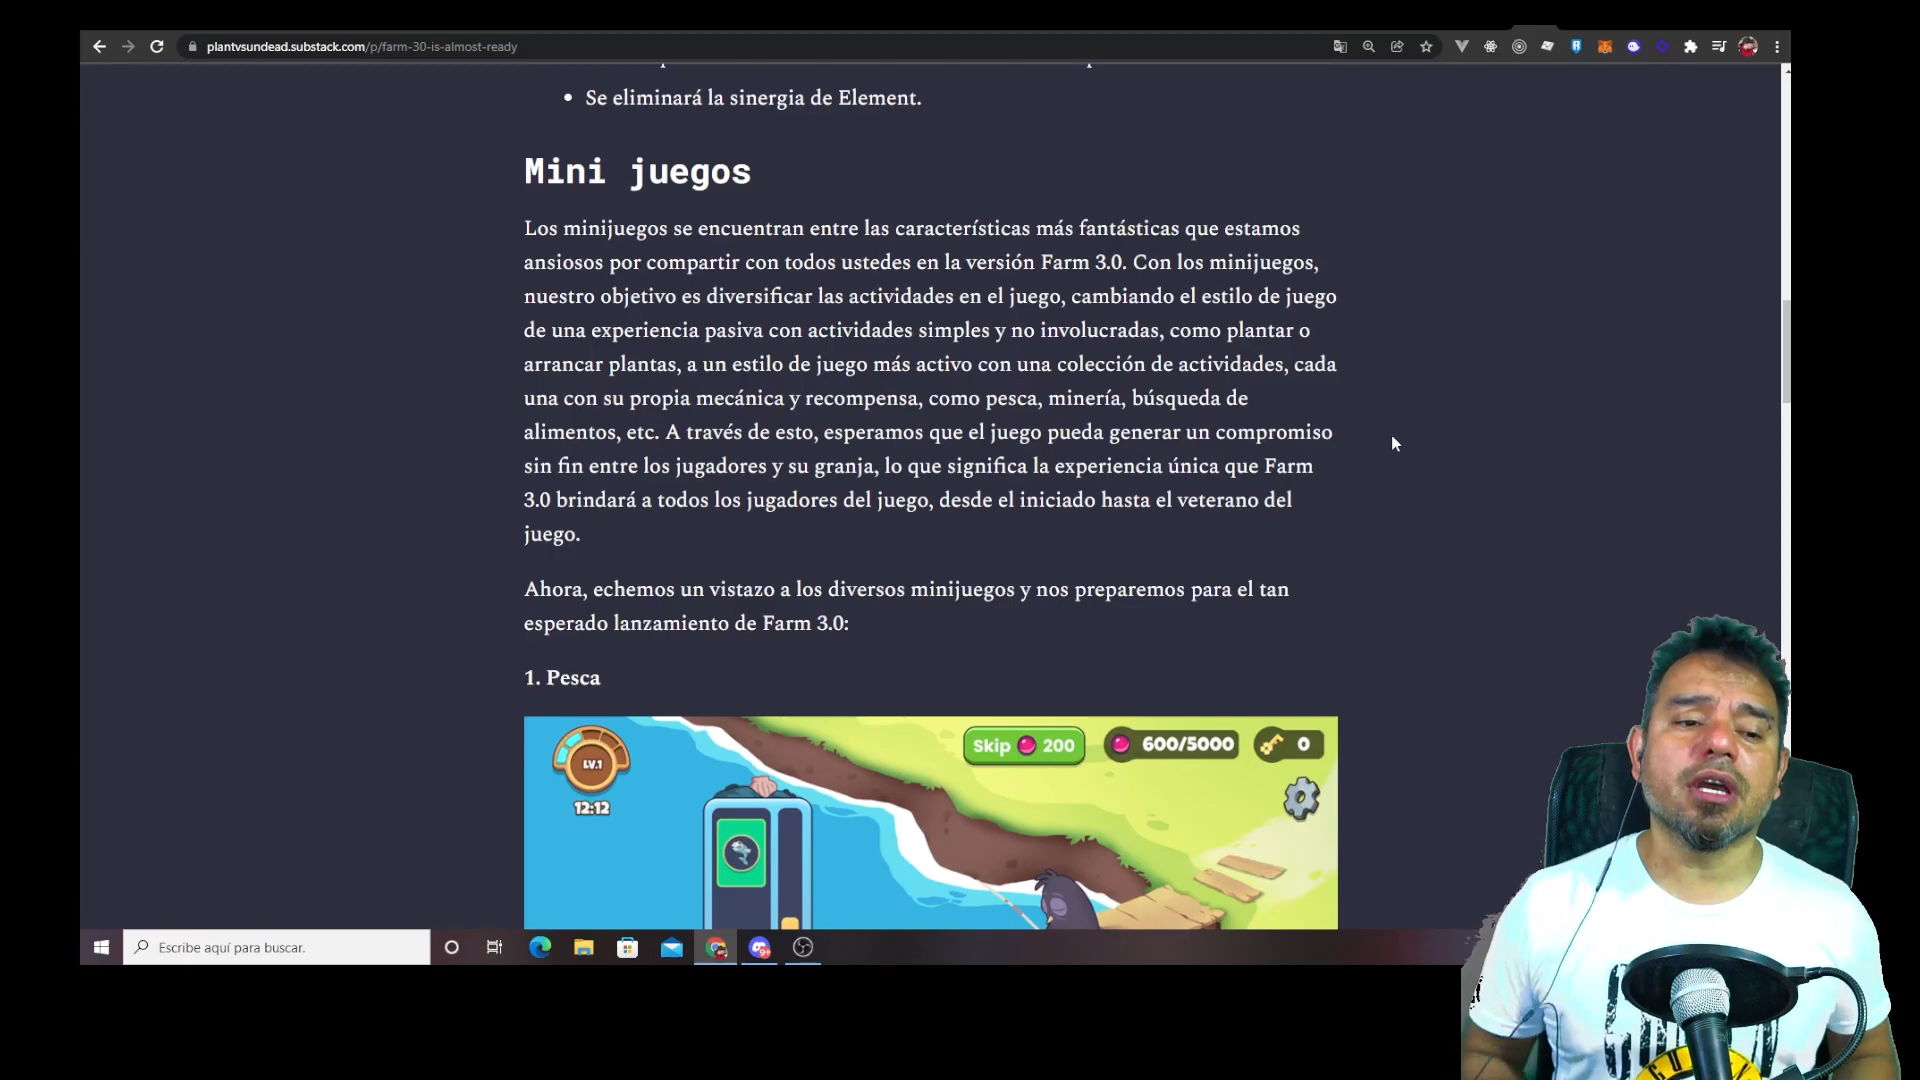 plantvsundead.substack.com/p/farm-30-is-almost-ready
Se eliminará la sinergia de Element.
Mini juegos
Los minijuegos se encuentran entre las características más fantásticas que estamos
ansiosos por compartir con todos ustedes en la versión Farm 3.0. Con los minijuegos,
nuestro objetivo es diversificar las actividades en el juego, cambiando el estilo de juego
de una experiencia pasiva con actividades simples y no involucradas, como plantar o
arrancar plantas, a un estilo de juego más activo con una colección de actividades, cada
una con su propia mecánica y recompensa, como pesca, minería, búsqueda de
alimentos, etc. A través de esto, esperamos que el juego pueda generar un compromiso
sin fin entre los jugadores y su granja, lo que significa la experiencia única que Farm
3.0 brindará a todos los jugadores del juego, desde el iniciado hasta el veterano del
juego.
Ahora, echemos un vistazo a los diversos minijuegos y nos preparemos para el tan
esperado lanzamiento de Farm 3.0:
1. Pesca
Skip 200 600/5000 0
LV.1
12:12
Escribe aquí para buscar.